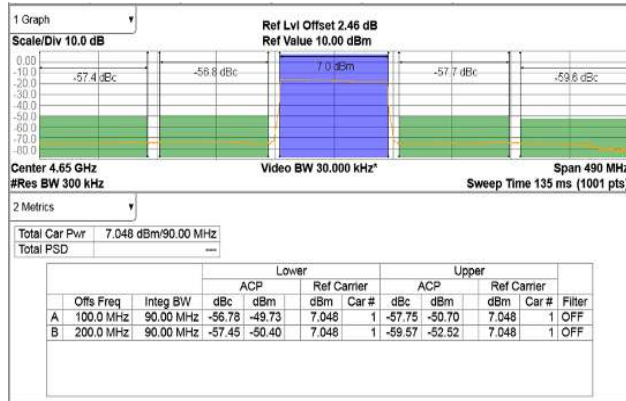 1 Graph
Ref Lvl Offset 2.46 dB
Scale/Div 10.0 dB
Ref Value 10.00 dBm
0.00
-10.0
-20.0
-30.0
-40.0
-50.0
-60.0
-70.0
-80.0
-57.4 dBc
-56.8 dBc
7.0 dBm
-57.7 dBc
-59.6 dBc
Center 4.65 GHz
Video BW 30.000 kHz*
Span 490 MHz
#Res BW 300 kHz
Sweep Time 135 ms (1001 pts)
2 Metrics
Total Car Pwr 7.048 dBm/90.00 MHz
Total PSD ---
Lower Upper
ACP Ref Carrier ACP Ref Carrier
Offs Freq Integ BW dBc dBm dBm Car # dBc dBm dBm Car # Filter
A 100.0 MHz 90.00 MHz -56.78 -49.73 7.048 1 -57.75 -50.70 7.048 1 OFF
B 200.0 MHz 90.00 MHz -57.45 -50.40 7.048 1 -59.57 -52.52 7.048 1 OFF